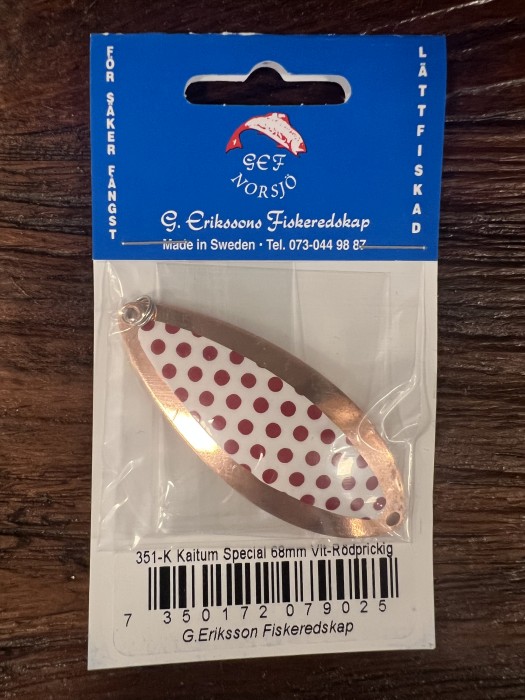 FÖR SÄKER FÅNGST
LÄTTFISKAD
GEF
NORSJÖ
G. Erikssons Fiskeredskap
Made in Sweden • Tel. 073-044 98 87
351-K Kaitum Special 68mm Vit-Rödprickig
7 350172 079025
G.Eriksson Fiskeredskap